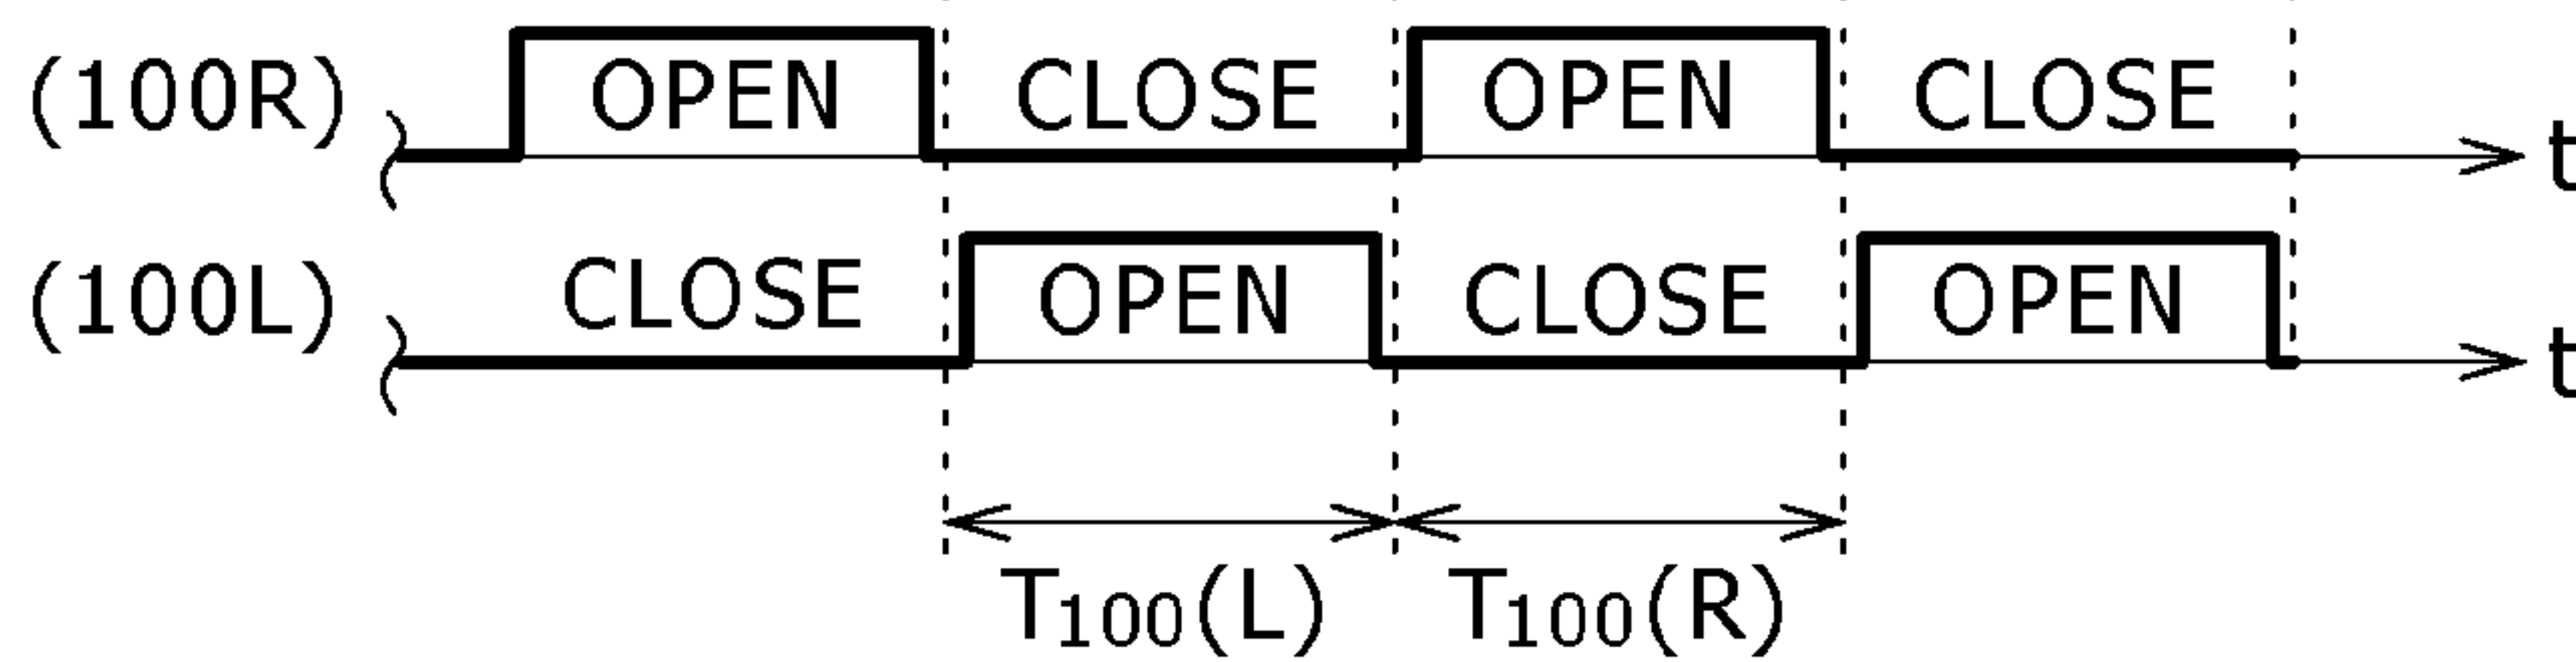 (100R) OPEN CLOSE OPEN CLOSE t
(100L) CLOSE OPEN CLOSE OPEN t
T100(L) T100(R)